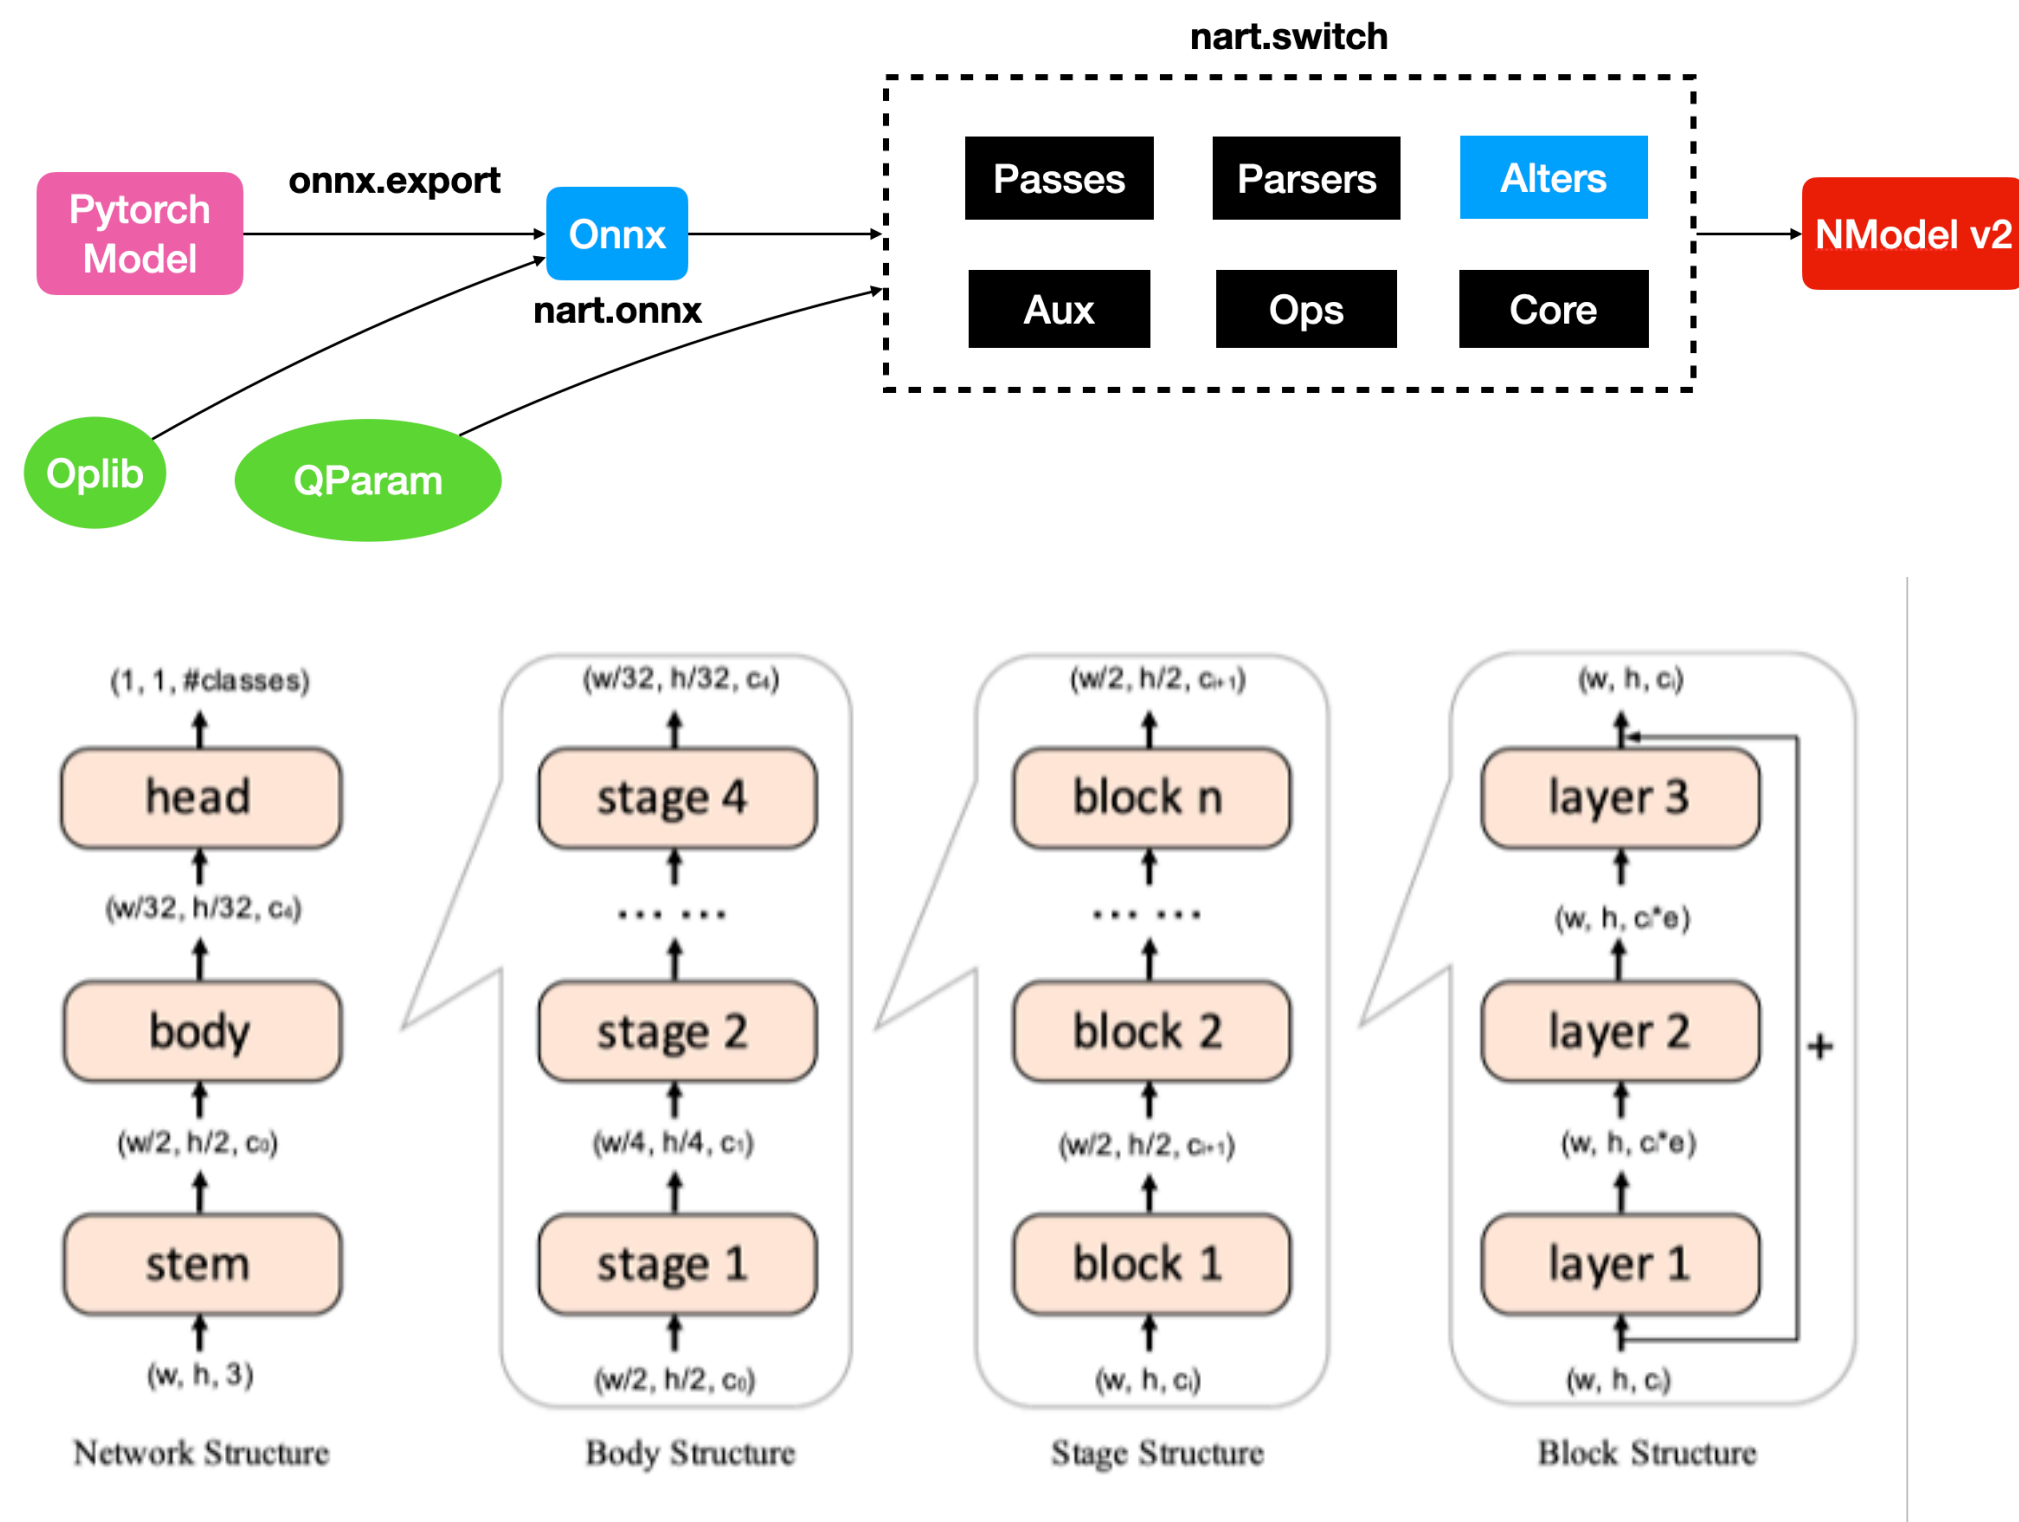 nart.switch
onnx.export
Pytorch
Model
Onnx
nart.onnx
Passes
Parsers
Alters
Aux
Ops
Core
NModel v2
Oplib
QParam
(1, 1, #classes)
head
(w/32, h/32, c₄)
body
(w/2, h/2, c₀)
stem
(w, h, 3)
Network Structure
(w/32, h/32, c₄)
stage 4
... ...
stage 2
(w/4, h/4, c₁)
stage 1
(w/2, h/2, c₀)
Body Structure
(w/2, h/2, cᵢ₊₁)
block n
... ...
block 2
(w/2, h/2, cᵢ₊₁)
block 1
(w, h, cᵢ)
Stage Structure
(w, h, cᵢ)
layer 3
(w, h, cᵢ*e)
layer 2
+
(w, h, cᵢ*e)
layer 1
(w, h, cᵢ)
Block Structure